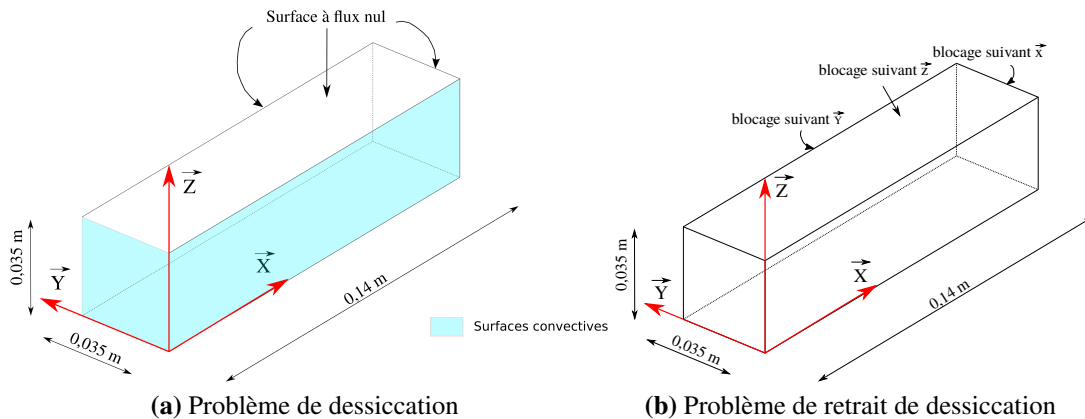 Surface à flux nul
Z
Y
X
0,035 m
0,035 m
0,14 m
Surfaces convectives
(a) Problème de dessiccation
blocage suivant x
blocage suivant z
blocage suivant Y
Z
Y
X
0,035 m
0,035 m
0,14 m
(b) Problème de retrait de dessiccation